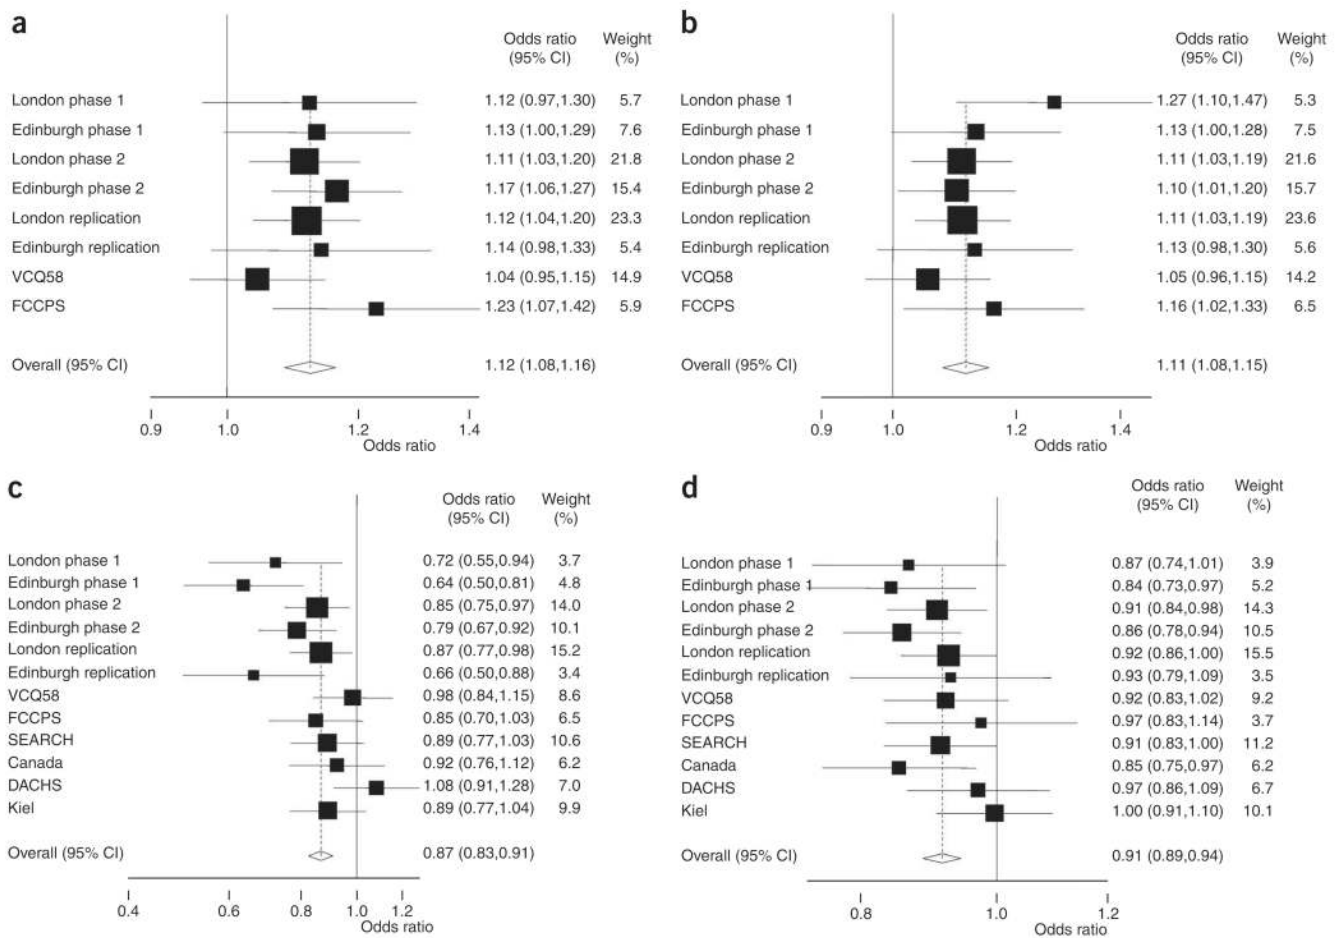 a
Odds ratio Weight
(95% CI) (%)
London phase 1 1.12 (0.97,1.30) 5.7
Edinburgh phase 1 1.13 (1.00,1.29) 7.6
London phase 2 1.11 (1.03,1.20) 21.8
Edinburgh phase 2 1.17 (1.06,1.27) 15.4
London replication 1.12 (1.04,1.20) 23.3
Edinburgh replication 1.14 (0.98,1.33) 5.4
VCQ58 1.04 (0.95,1.15) 14.9
FCCPS 1.23 (1.07,1.42) 5.9
Overall (95% CI) 1.12 (1.08,1.16)
0.9 1.0 1.2 1.4
Odds ratio
b
Odds ratio Weight
(95% CI) (%)
London phase 1 1.27 (1.10,1.47) 5.3
Edinburgh phase 1 1.13 (1.00,1.28) 7.5
London phase 2 1.11 (1.03,1.19) 21.6
Edinburgh phase 2 1.10 (1.01,1.20) 15.7
London replication 1.11 (1.03,1.19) 23.6
Edinburgh replication 1.13 (0.98,1.30) 5.6
VCQ58 1.05 (0.96,1.15) 14.2
FCCPS 1.16 (1.02,1.33) 6.5
Overall (95% CI) 1.11 (1.08,1.15)
0.9 1.0 1.2 1.4
Odds ratio
c
Odds ratio Weight
(95% CI) (%)
London phase 1 0.72 (0.55,0.94) 3.7
Edinburgh phase 1 0.64 (0.50,0.81) 4.8
London phase 2 0.85 (0.75,0.97) 14.0
Edinburgh phase 2 0.79 (0.67,0.92) 10.1
London replication 0.87 (0.77,0.98) 15.2
Edinburgh replication 0.66 (0.50,0.88) 3.4
VCQ58 0.98 (0.84,1.15) 8.6
FCCPS 0.85 (0.70,1.03) 6.5
SEARCH 0.89 (0.77,1.03) 10.6
Canada 0.92 (0.76,1.12) 6.2
DACHS 1.08 (0.91,1.28) 7.0
Kiel 0.89 (0.77,1.04) 9.9
Overall (95% CI) 0.87 (0.83,0.91)
0.4 0.6 0.8 1.0 1.2
Odds ratio
d
Odds ratio Weight
(95% CI) (%)
London phase 1 0.87 (0.74,1.01) 3.9
Edinburgh phase 1 0.84 (0.73,0.97) 5.2
London phase 2 0.91 (0.84,0.98) 14.3
Edinburgh phase 2 0.86 (0.78,0.94) 10.5
London replication 0.92 (0.86,1.00) 15.5
Edinburgh replication 0.93 (0.79,1.09) 3.5
VCQ58 0.92 (0.83,1.02) 9.2
FCCPS 0.97 (0.83,1.14) 3.7
SEARCH 0.91 (0.83,1.00) 11.2
Canada 0.85 (0.75,0.97) 6.2
DACHS 0.97 (0.86,1.09) 6.7
Kiel 1.00 (0.91,1.10) 10.1
Overall (95% CI) 0.91 (0.89,0.94)
0.8 1.0 1.2
Odds ratio